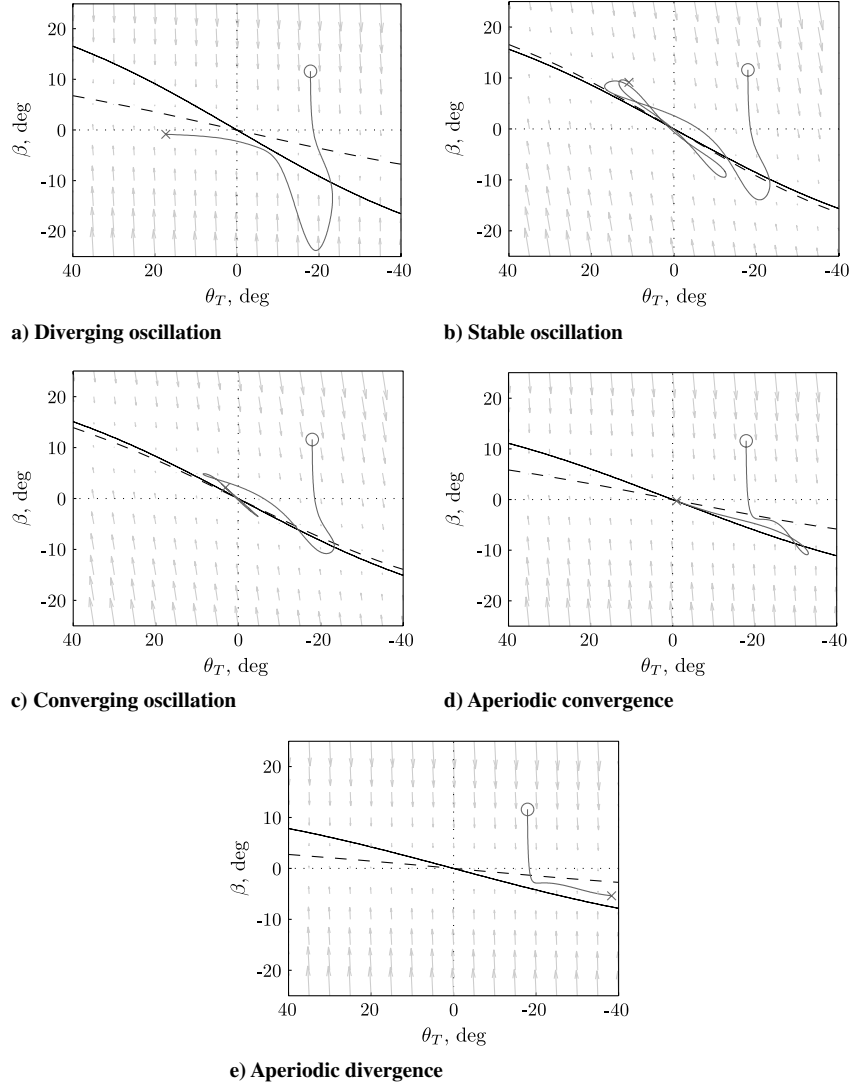 20
10
0
-10
-20
β, deg
40 20 0 -20 -40
θ_T, deg
a) Diverging oscillation
20
10
0
-10
-20
β, deg
40 20 0 -20 -40
θ_T, deg
b) Stable oscillation
20
10
0
-10
-20
β, deg
40 20 0 -20 -40
θ_T, deg
c) Converging oscillation
20
10
0
-10
-20
β, deg
40 20 0 -20 -40
θ_T, deg
d) Aperiodic convergence
20
10
0
-10
-20
β, deg
40 20 0 -20 -40
θ_T, deg
e) Aperiodic divergence